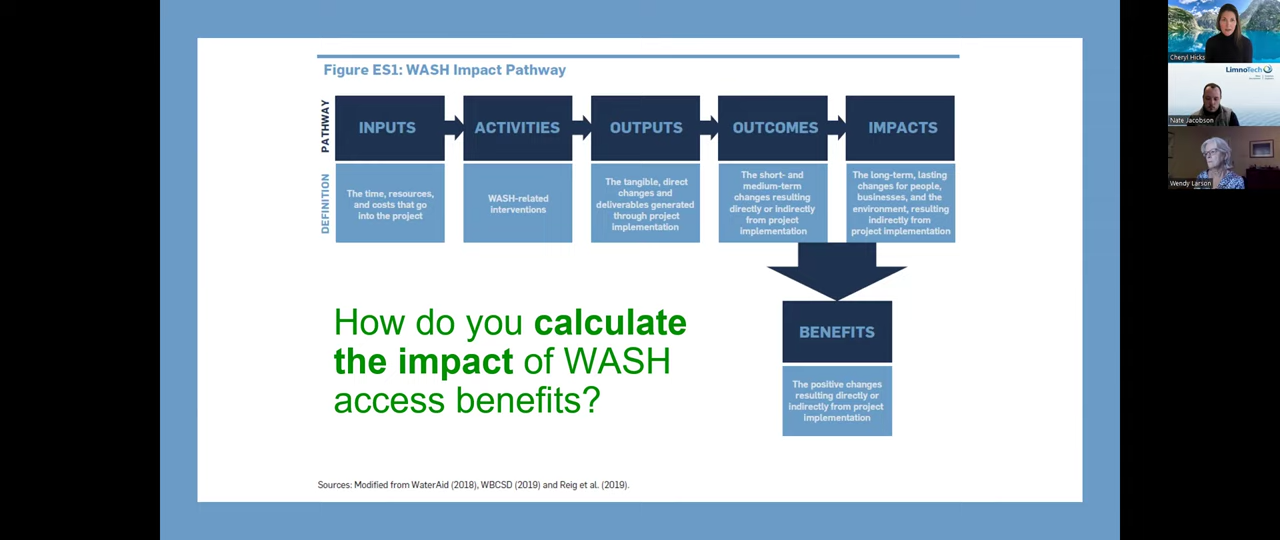 Figure ES1: WASH Impact Pathway
PATHWAY
INPUTS
ACTIVITIES
OUTPUTS
OUTCOMES
IMPACTS
DEFINITION
The time, resources,
and costs that go
into the project
WASH-related
interventions
The tangible, direct
changes and
deliverables generated
through project
implementation
The short- and
medium-term
changes resulting
directly or indirectly
from project
implementation
The long-term, lasting
changes for people,
businesses, and the
environment, resulting
indirectly from
project implementation
How do you calculate
the impact of WASH
access benefits?
BENEFITS
The positive changes
resulting directly or
indirectly from project
implementation
Sources: Modified from WaterAid (2018), WBCSD (2019) and Reig et al. (2019).
Cheryl Hicks
LimnoTech
Nate Jacobson
Wendy Larson